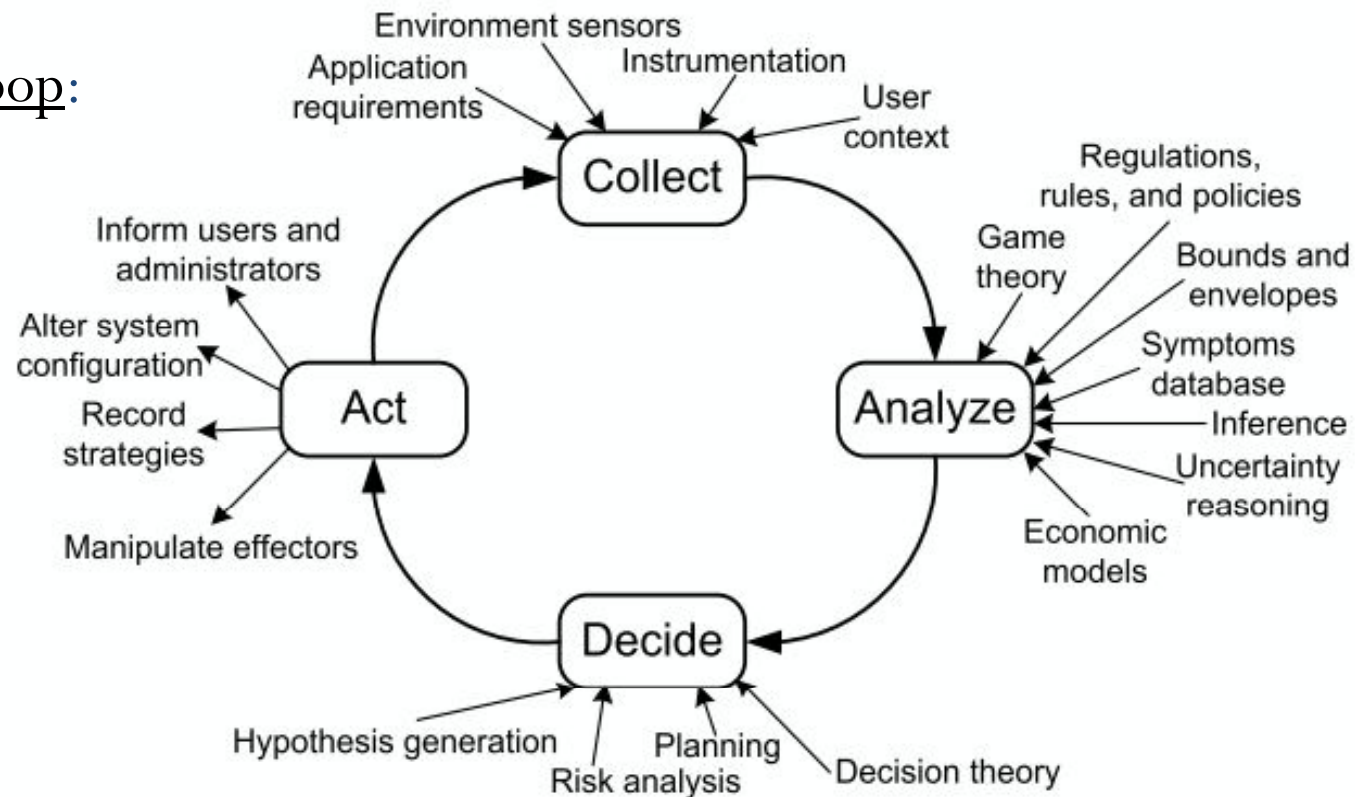 oop:
Environment sensors
Application
requirements
Instrumentation
User
context
Collect
Regulations,
rules, and policies
Game
theory
Bounds and
envelopes
Symptoms
database
Inference
Uncertainty
reasoning
Economic
models
Analyze
Inform users and
administrators
Alter system
configuration
Record
strategies
Manipulate effectors
Act
Decide
Hypothesis generation
Risk analysis
Planning
Decision theory